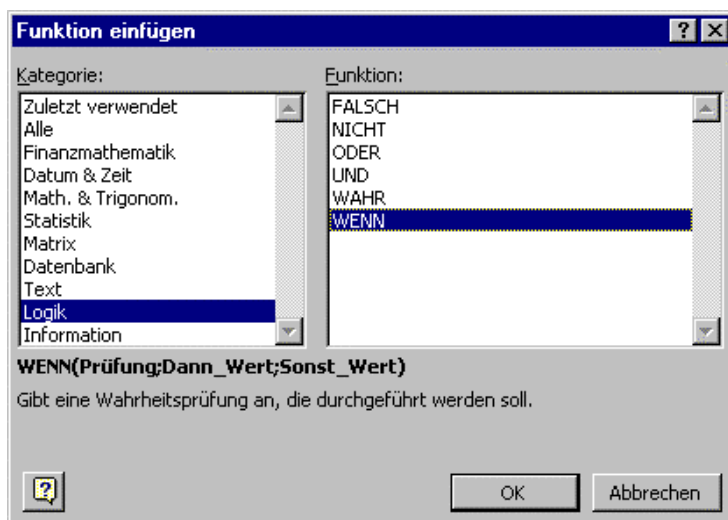 Funktion einfügen
Kategorie:
Zuletzt verwendet
Alle
Finanzmathematik
Datum & Zeit
Math. & Trigonom.
Statistik
Matrix
Datenbank
Text
Logik
Information
Funktion:
FALSCH
NICHT
ODER
UND
WAHR
WENN
WENN(Prüfung;Dann_Wert;Sonst_Wert)
Gibt eine Wahrheitsprüfung an, die durchgeführt werden soll.
OK
Abbrechen